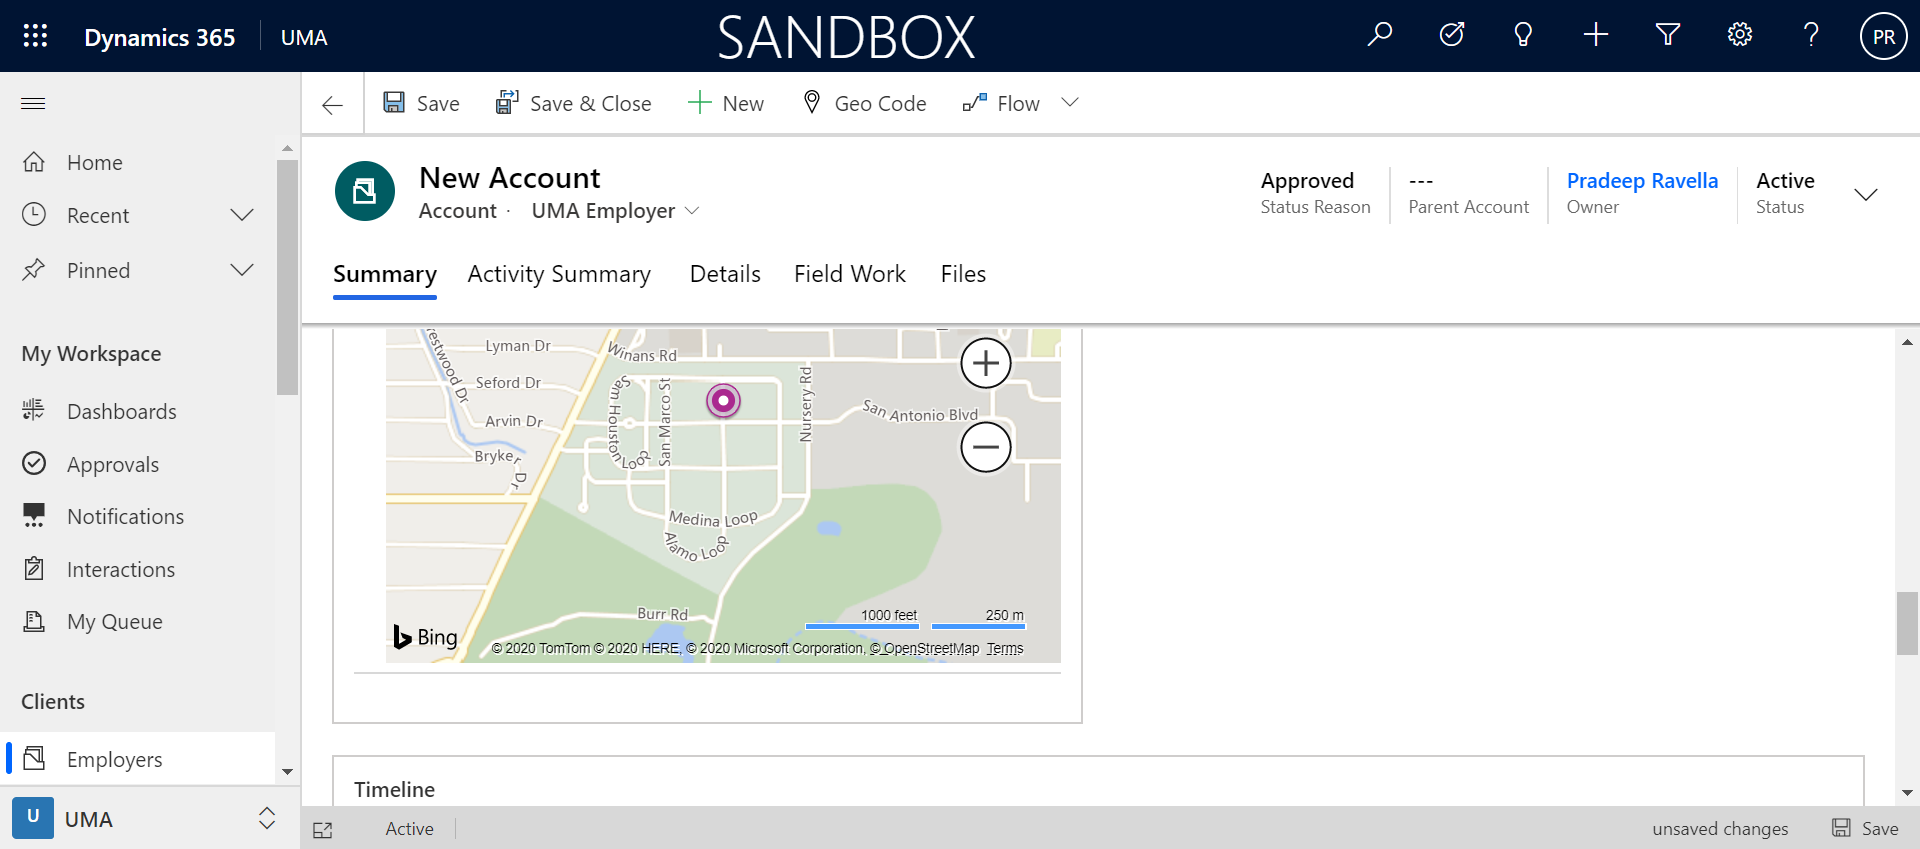 Dynamics 365 UMA SANDBOX PR
Save Save & Close New Geo Code Flow
Home
Recent
Pinned
My Workspace
Dashboards
Approvals
Notifications
Interactions
My Queue
Clients
Employers
U UMA
New Account
Account · UMA Employer
Approved --- Pradeep Ravella Active
Status Reason Parent Account Owner Status
Summary Activity Summary Details Field Work Files
Lyman Dr
Winans Rd
Seford Dr
Sam Houston Loop
San Marco St
Nursery Rd
San Antonio Blvd
Arvin Dr
Bryker Dr
Medina Loop
Alamo Loop
Burr Rd
1000 feet 250 m
Bing
© 2020 TomTom © 2020 HERE, © 2020 Microsoft Corporation, © OpenStreetMap Terms
Timeline
Active unsaved changes Save